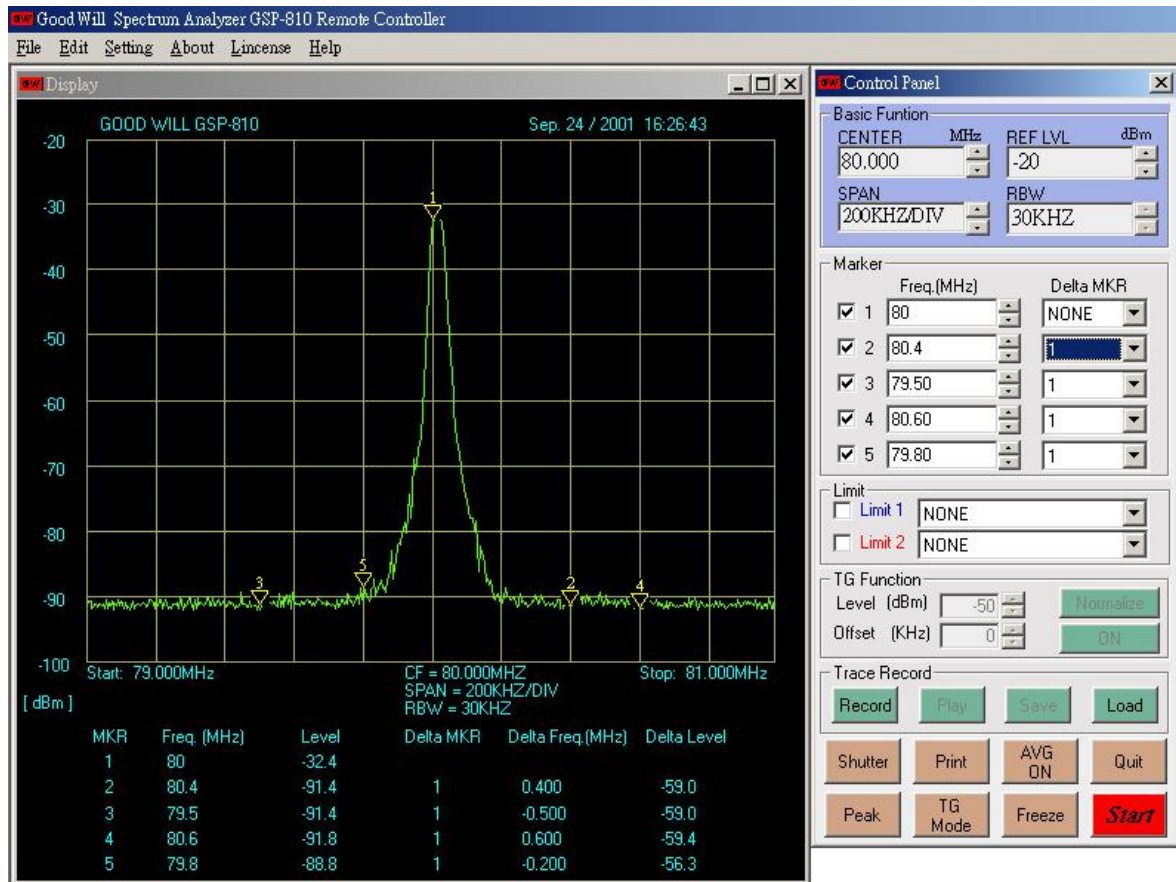 GW Good Will Spectrum Analyzer GSP-810 Remote Controller
File Edit Setting About Lincense Help
GW Display
GOOD WILL GSP-810 Sep. 24 / 2001 16:26:43
-20
-30
-40
-50
-60
-70
-80
-90
-100
[ dBm ]
1
5
3
2
4
Start: 79.000MHz CF = 80.000MHZ Stop: 81.000MHz
SPAN = 200KHZ/DIV
RBW = 30KHZ
MKR Freq. (MHz) Level Delta MKR Delta Freq.(MHz) Delta Level
1 80 -32.4
2 80.4 -91.4 1 0.400 -59.0
3 79.5 -91.4 1 -0.500 -59.0
4 80.6 -91.8 1 0.600 -59.4
5 79.8 -88.8 1 -0.200 -56.3
GW Control Panel
Basic Funtion
CENTER MHz REF LVL dBm
80.000 -20
SPAN RBW
200KHZ/DIV 30KHZ
Marker
Freq.(MHz) Delta MKR
1 80 NONE
2 80.4 1
3 79.50 1
4 80.60 1
5 79.80 1
Limit
Limit 1 NONE
Limit 2 NONE
TG Function
Level (dBm) -50 Normalize
Offset (KHz) 0 ON
Trace Record
Record Play Save Load
Shutter Print AVG ON Quit
Peak TG Mode Freeze Start